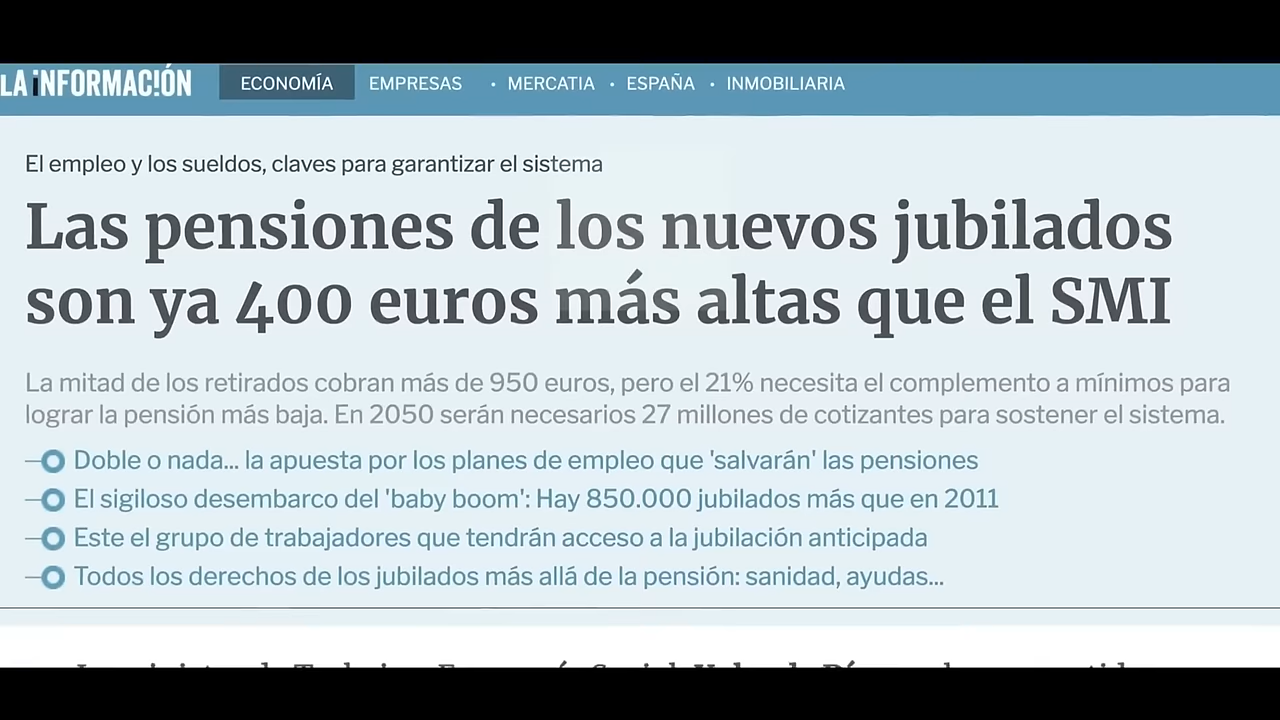 LA iNFORMACIÓN ECONOMÍA EMPRESAS • MERCATIA • ESPAÑA • INMOBILIARIA
El empleo y los sueldos, claves para garantizar el sistema
Las pensiones de los nuevos jubilados
son ya 400 euros más altas que el SMI
La mitad de los retirados cobran más de 950 euros, pero el 21% necesita el complemento a mínimos para
lograr la pensión más baja. En 2050 serán necesarios 27 millones de cotizantes para sostener el sistema.
Doble o nada... la apuesta por los planes de empleo que 'salvarán' las pensiones
El sigiloso desembarco del 'baby boom': Hay 850.000 jubilados más que en 2011
Este el grupo de trabajadores que tendrán acceso a la jubilación anticipada
Todos los derechos de los jubilados más allá de la pensión: sanidad, ayudas...